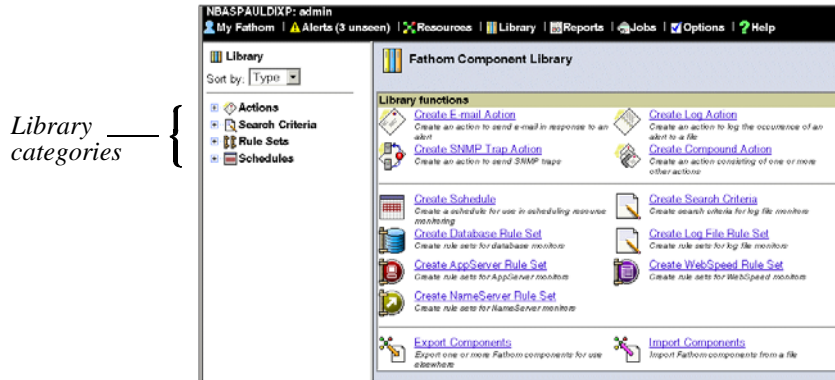 NBASPAULDIXP: admin
My Fathom | Alerts (3 unseen) | Resources | Library | Reports | Jobs | Options | ? Help
Library
Sort by: Type
Actions
Search Criteria
Rule Sets
Schedules
Library
categories
Fathom Component Library
Library functions
Create E-mail Action
Create an action to send e-mail in response to an
alert
Create Log Action
Create an action to log the occurrence of an
alert to a file
Create SNMP Trap Action
Create an action to send SNMP traps
Create Compound Action
Create an action consisting of one or more
other actions
Create Schedule
Create a schedule for use in scheduling resource
monitoring
Create Search Criteria
Create search criteria for log file monitors
Create Database Rule Set
Create rule sets for database monitors
Create Log File Rule Set
Create rule sets for log file monitors
Create AppServer Rule Set
Create rule sets for AppServer monitors
Create WebSpeed Rule Set
Create rule sets for WebSpeed monitors
Create NameServer Rule Set
Create rule sets for NameServer monitors
Export Components
Export one or more Fathom components for use
elsewhere
Import Components
Import Fathom components from a file